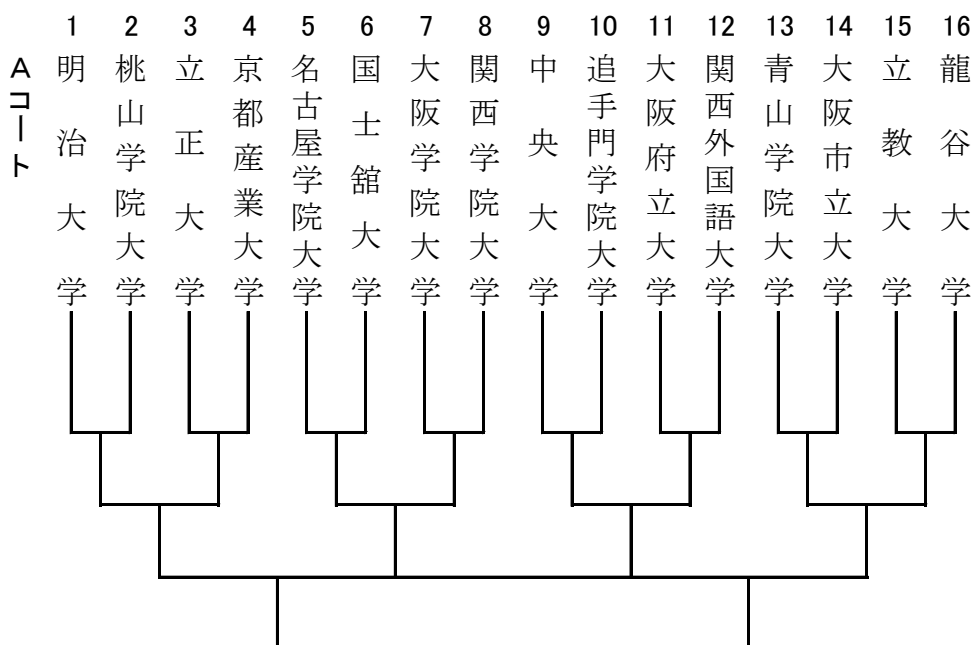 1 2 3 4 5 6 7 8 9 10 11 12 13 14 15 16
Aコート
明治大学
桃山学院大学
立正大学
京都産業大学
名古屋学院大学
国士舘大学
大阪学院大学
関西学院大学
中央大学
追手門学院大学
大阪府立大学
関西外国語大学
青山学院大学
大阪市立大学
立教大学
龍谷大学